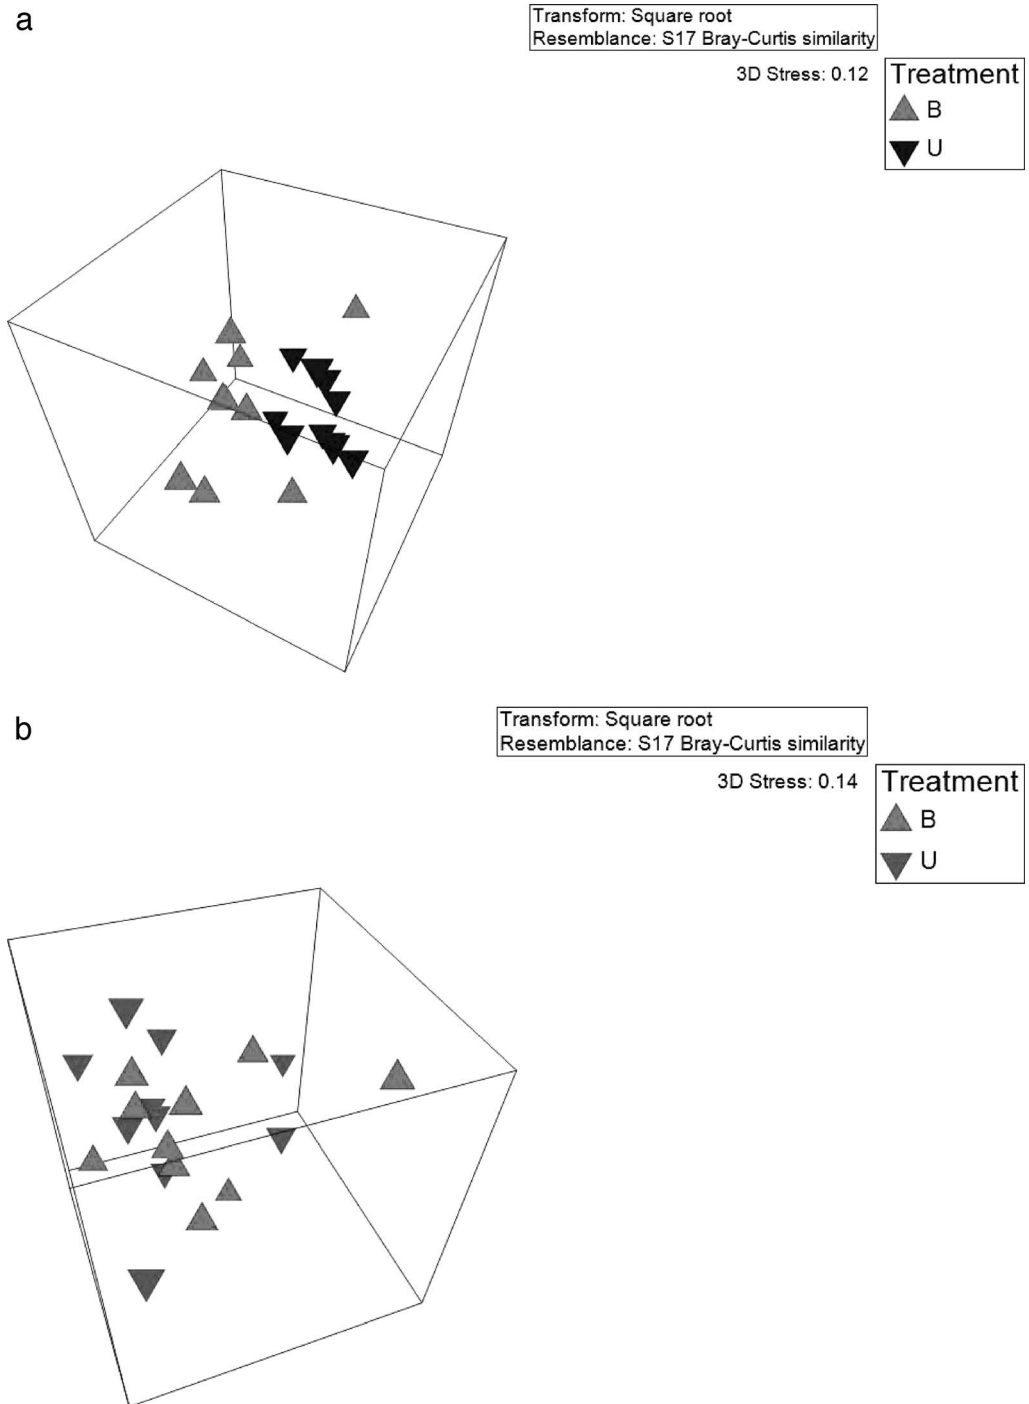 a
Transform: Square root
Resemblance: S17 Bray-Curtis similarity
3D Stress: 0.12
Treatment
B
U
b
Transform: Square root
Resemblance: S17 Bray-Curtis similarity
3D Stress: 0.14
Treatment
B
U